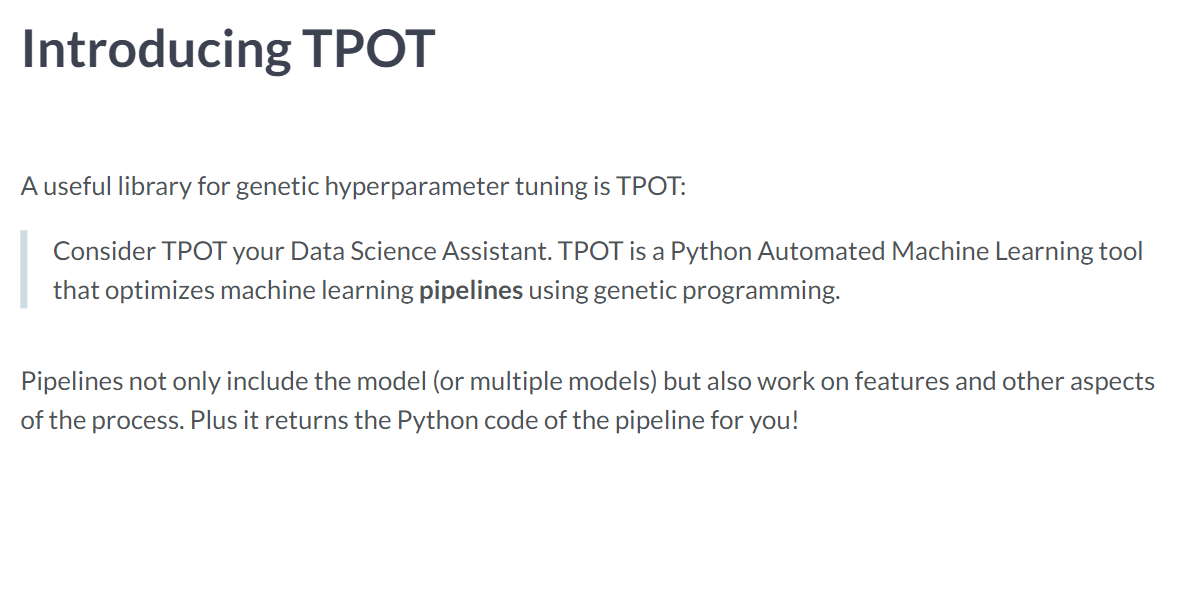 Introducing TPOT
A useful library for genetic hyperparameter tuning is TPOT:
Consider TPOT your Data Science Assistant. TPOT is a Python Automated Machine Learning tool
that optimizes machine learning pipelines using genetic programming.
Pipelines not only include the model (or multiple models) but also work on features and other aspects
of the process. Plus it returns the Python code of the pipeline for you!